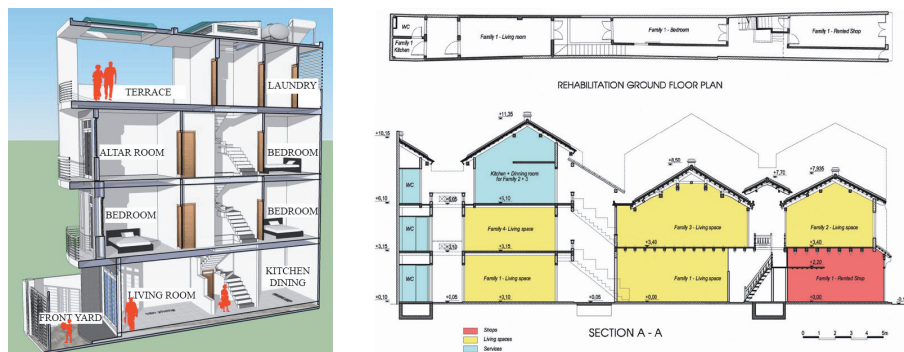 TERRACE
LAUNDRY
ALTAR ROOM
BEDROOM
BEDROOM
BEDROOM
KITCHEN
DINING
LIVING ROOM
FRONT YARD
WC
Family 1
Kitchen
Family 1 - Living room
Family 1 - Bedroom
Family 1 - Rented Shop
REHABILITATION GROUND FLOOR PLAN
+11,35
+10,15
+8,50
+7,70
+7,935
WC
Kitchen + Dinning room
for Family 2 + 3
+6,10
+6,10
WC
Family 4- Living space
Family 3 - Living space
Family 2 - Living space
+3,15
+3,10
+3,15
+3,40
+3,40
+2,20
WC
Family 1 - Living space
Family 1 - Living space
Family 1 - Rented Shop
+0,10
+0,05
+3,10
+0,05
+0,00
+0,00
SECTION A - A
Shops
Living spaces
Services
0 1 2 3 4 5m